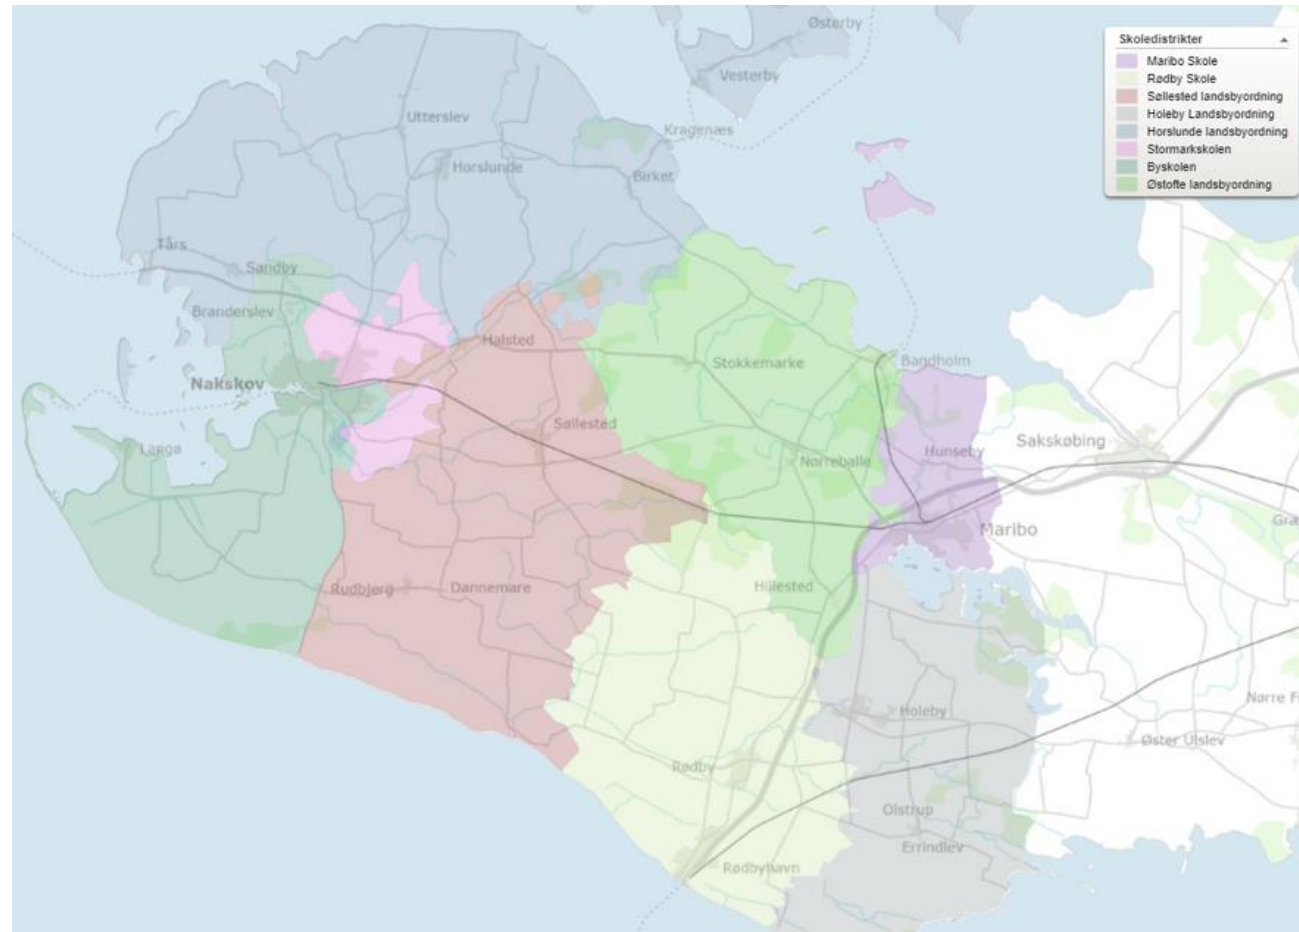 Østerby
Vesterby
Skoledistrikter
Maribo Skole
Rødby Skole
Søllested landsbyordning
Holeby Landsbyordning
Horslunde landsbyordning
Stormarkskolen
Byskolen
Østofte landsbyordning
Utterslev
Kragenæs
Horslunde
Birket
Tårs
Sandby
Branderslev
Halsted
Stokkemarke
Bandholm
Nakskov
Søllested
Langø
Nørreballe
Hunseby
Sakskøbing
Maribo
Rudbjerg
Dannemare
Hillested
Holeby
Nørre
Øster Ulslev
Rødby
Olstrup
Errindlev
Rødbyhavn